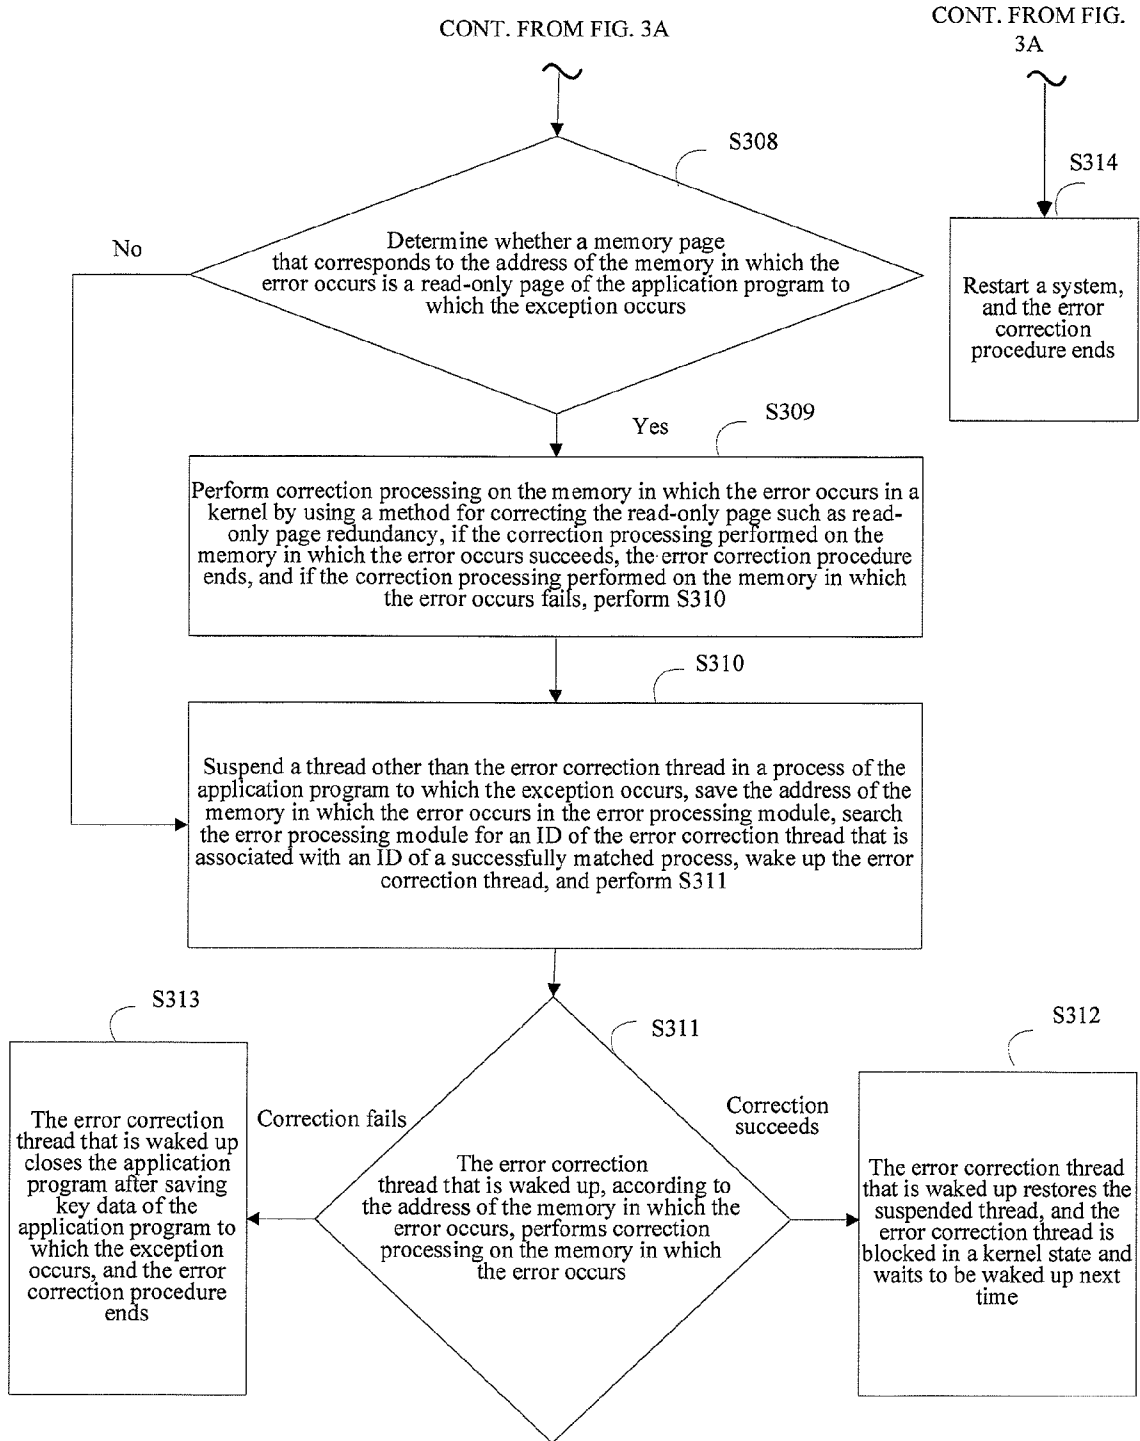 CONT. FROM FIG. 3A
CONT. FROM FIG.
3A
S308
S314
No
Determine whether a memory page
that corresponds to the address of the memory in which the
error occurs is a read-only page of the application program to
which the exception occurs
Restart a system,
and the error
correction
procedure ends
Yes
S309
Perform correction processing on the memory in which the error occurs in a
kernel by using a method for correcting the read-only page such as read-
only page redundancy, if the correction processing performed on the
memory in which the error occurs succeeds, the error correction procedure
ends, and if the correction processing performed on the memory in which
the error occurs fails, perform S310
S310
Suspend a thread other than the error correction thread in a process of the
application program to which the exception occurs, save the address of the
memory in which the error occurs in the error processing module, search
the error processing module for an ID of the error correction thread that is
associated with an ID of a successfully matched process, wake up the error
correction thread, and perform S311
S313
S311
S312
The error correction
thread that is waked up
closes the application
program after saving
key data of the
application program to
which the exception
occurs, and the error
correction procedure
ends
Correction fails
Correction
succeeds
The error correction
thread that is waked up, according to
the address of the memory in which the
error occurs, performs correction
processing on the memory in which
the error occurs
The error correction thread
that is waked up restores the
suspended thread, and the
error correction thread is
blocked in a kernel state and
waits to be waked up next
time